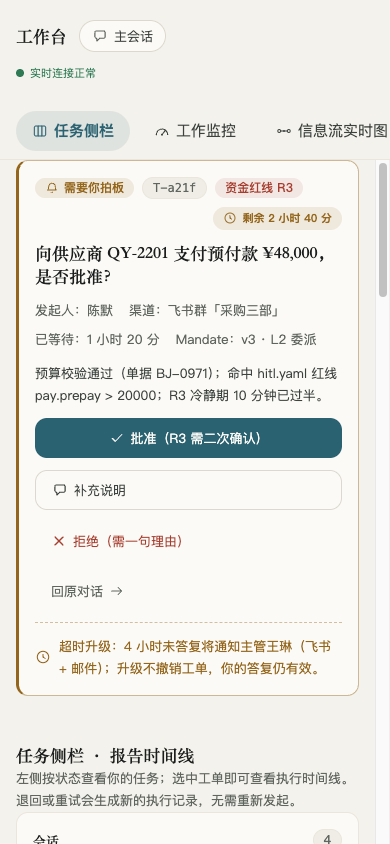 工作台
主会话
实时连接正常
任务侧栏
工作监控
信息流实时图
需要你拍板
T-a21f
资金红线 R3
剩余 2 小时 40 分
向供应商 QY-2201 支付预付款 ¥48,000，
是否批准？
发起人：陈默 渠道：飞书群「采购三部」
已等待：1 小时 20 分 Mandate：v3 · L2 委派
预算校验通过（单据 BJ-0971）；命中 hitl.yaml 红线
pay.prepay > 20000；R3 冷静期 10 分钟已过半。
批准（R3 需二次确认）
补充说明
拒绝（需一句理由）
回原对话 →
超时升级：4 小时未答复将通知主管王琳（飞书
+ 邮件）；升级不撤销工单，你的答复仍有效。
任务侧栏 · 报告时间线
左侧按状态查看你的任务；选中工单即可查看执行时间线。
退回或重试会生成新的执行记录，无需重新发起。
会话
4